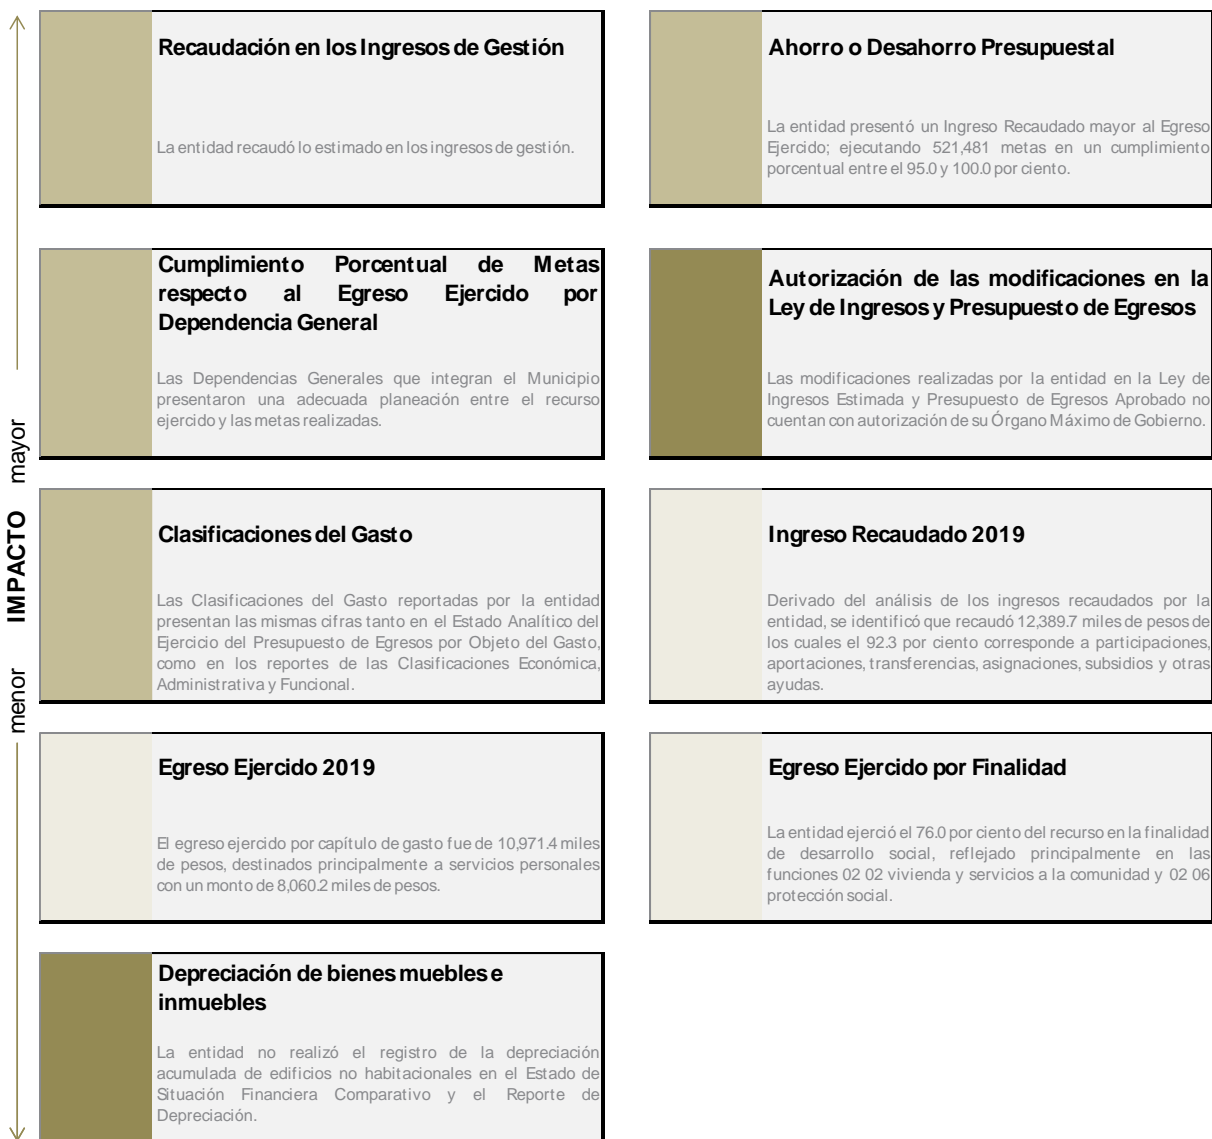 Recaudación en los Ingresos de Gestión
La entidad recaudó lo estimado en los ingresos de gestión.
Ahorro o Desahorro Presupuestal
La entidad presentó un Ingreso Recaudado mayor al Egreso
Ejercido; ejecutando 521,481 metas en un cumplimiento
porcentual entre el 95.0 y 100.0 por ciento.
Cumplimiento Porcentual de Metas
respecto al Egreso Ejercido por
Dependencia General
Las Dependencias Generales que integran el Municipio
presentaron una adecuada planeación entre el recurso
ejercido y las metas realizadas.
Autorización de las modificaciones en la
Ley de Ingresos y Presupuesto de Egresos
Las modificaciones realizadas por la entidad en la Ley de
Ingresos Estimada y Presupuesto de Egresos Aprobado no
cuentan con autorización de su Órgano Máximo de Gobierno.
menor IMPACTO mayor
Clasificaciones del Gasto
Las Clasificaciones del Gasto reportadas por la entidad
presentan las mismas cifras tanto en el Estado Analítico del
Ejercicio del Presupuesto de Egresos por Objeto del Gasto,
como en los reportes de las Clasificaciones Económica,
Administrativa y Funcional.
Ingreso Recaudado 2019
Derivado del análisis de los ingresos recaudados por la
entidad, se identificó que recaudó 12,389.7 miles de pesos de
los cuales el 92.3 por ciento corresponde a participaciones,
aportaciones, transferencias, asignaciones, subsidios y otras
ayudas.
Egreso Ejercido 2019
El egreso ejercido por capítulo de gasto fue de 10,971.4 miles
de pesos, destinados principalmente a servicios personales
con un monto de 8,060.2 miles de pesos.
Egreso Ejercido por Finalidad
La entidad ejerció el 76.0 por ciento del recurso en la finalidad
de desarrollo social, reflejado principalmente en las
funciones 02 02 vivienda y servicios a la comunidad y 02 06
protección social.
Depreciación de bienes muebles e
inmuebles
La entidad no realizó el registro de la depreciación
acumulada de edificios no habitacionales en el Estado de
Situación Financiera Comparativo y el Reporte de
Depreciación.